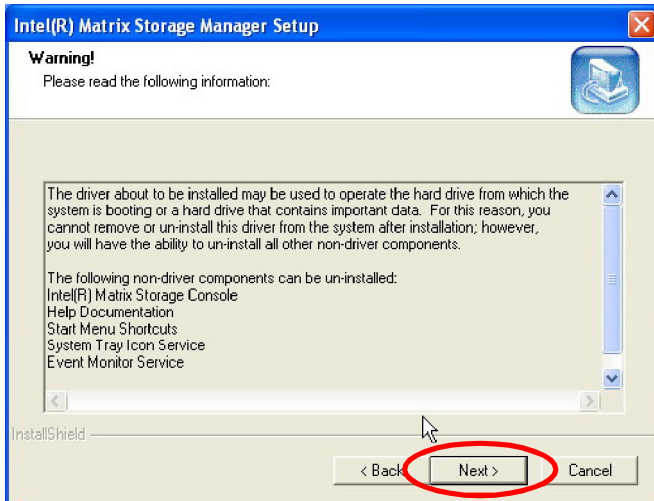 Intel(R) Matrix Storage Manager Setup
Warning!
Please read the following information:
The driver about to be installed may be used to operate the hard drive from which the
system is booting or a hard drive that contains important data. For this reason, you
cannot remove or un-install this driver from the system after installation; however,
you will have the ability to un-install all other non-driver components.
The following non-driver components can be un-installed:
Intel(R) Matrix Storage Console
Help Documentation
Start Menu Shortcuts
System Tray Icon Service
Event Monitor Service
InstallShield
< Back Next > Cancel